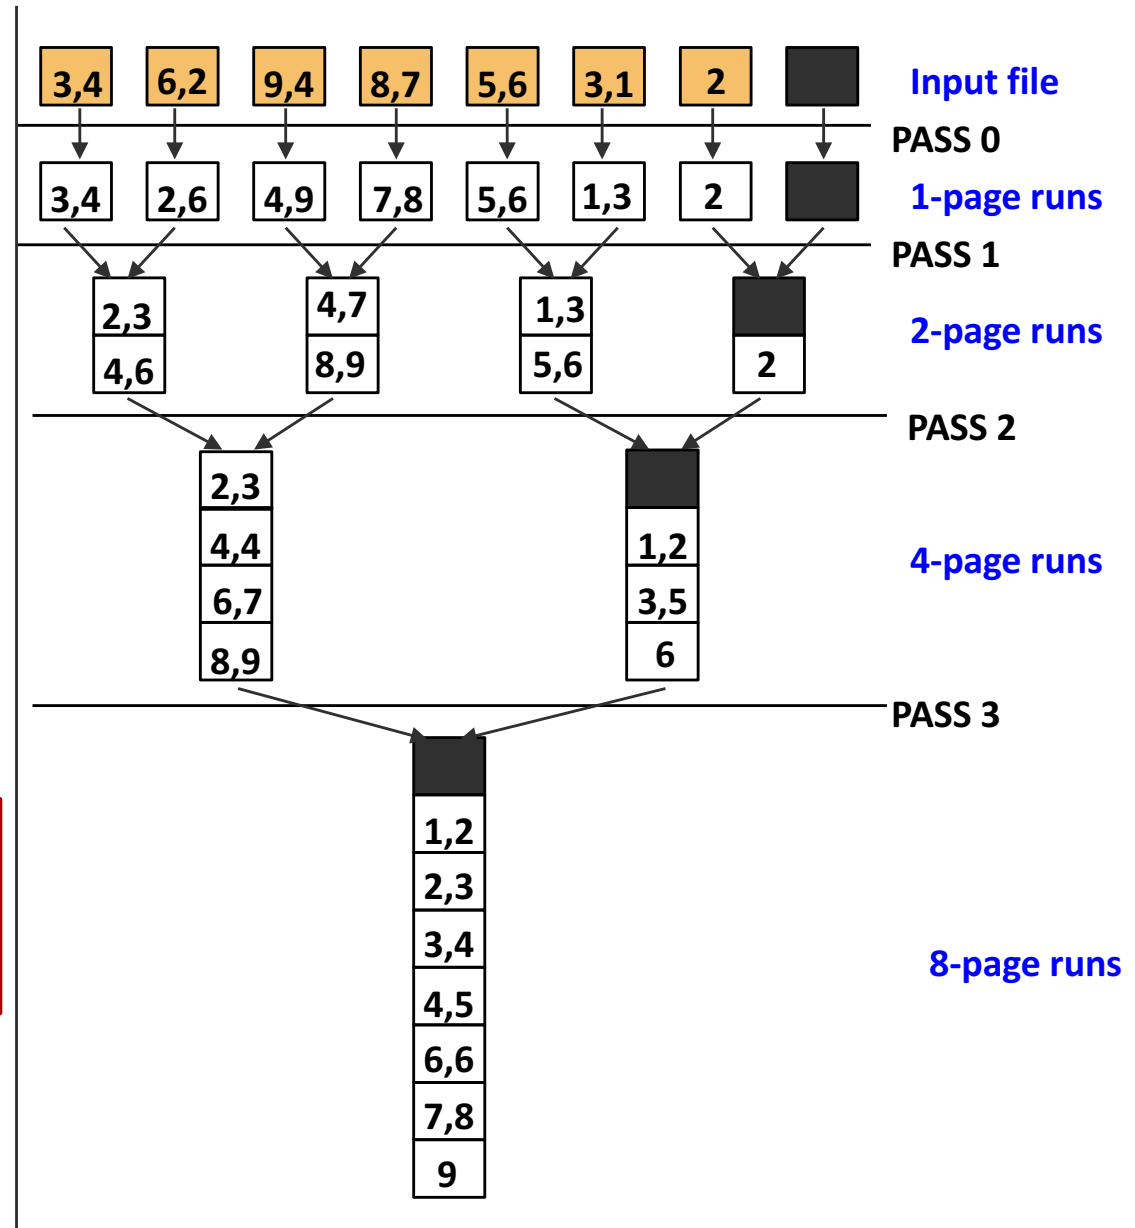 3,4 6,2 9,4 8,7 5,6 3,1 2 Input file
PASS 0
3,4 2,6 4,9 7,8 5,6 1,3 2 1-page runs
PASS 1
2,3 4,7 1,3
2-page runs
4,6 8,9 5,6 2
PASS 2
2,3
4,4 1,2
4-page runs
6,7 3,5
8,9 6
PASS 3
1,2
2,3
3,4
8-page runs
4,5
6,6
7,8
9